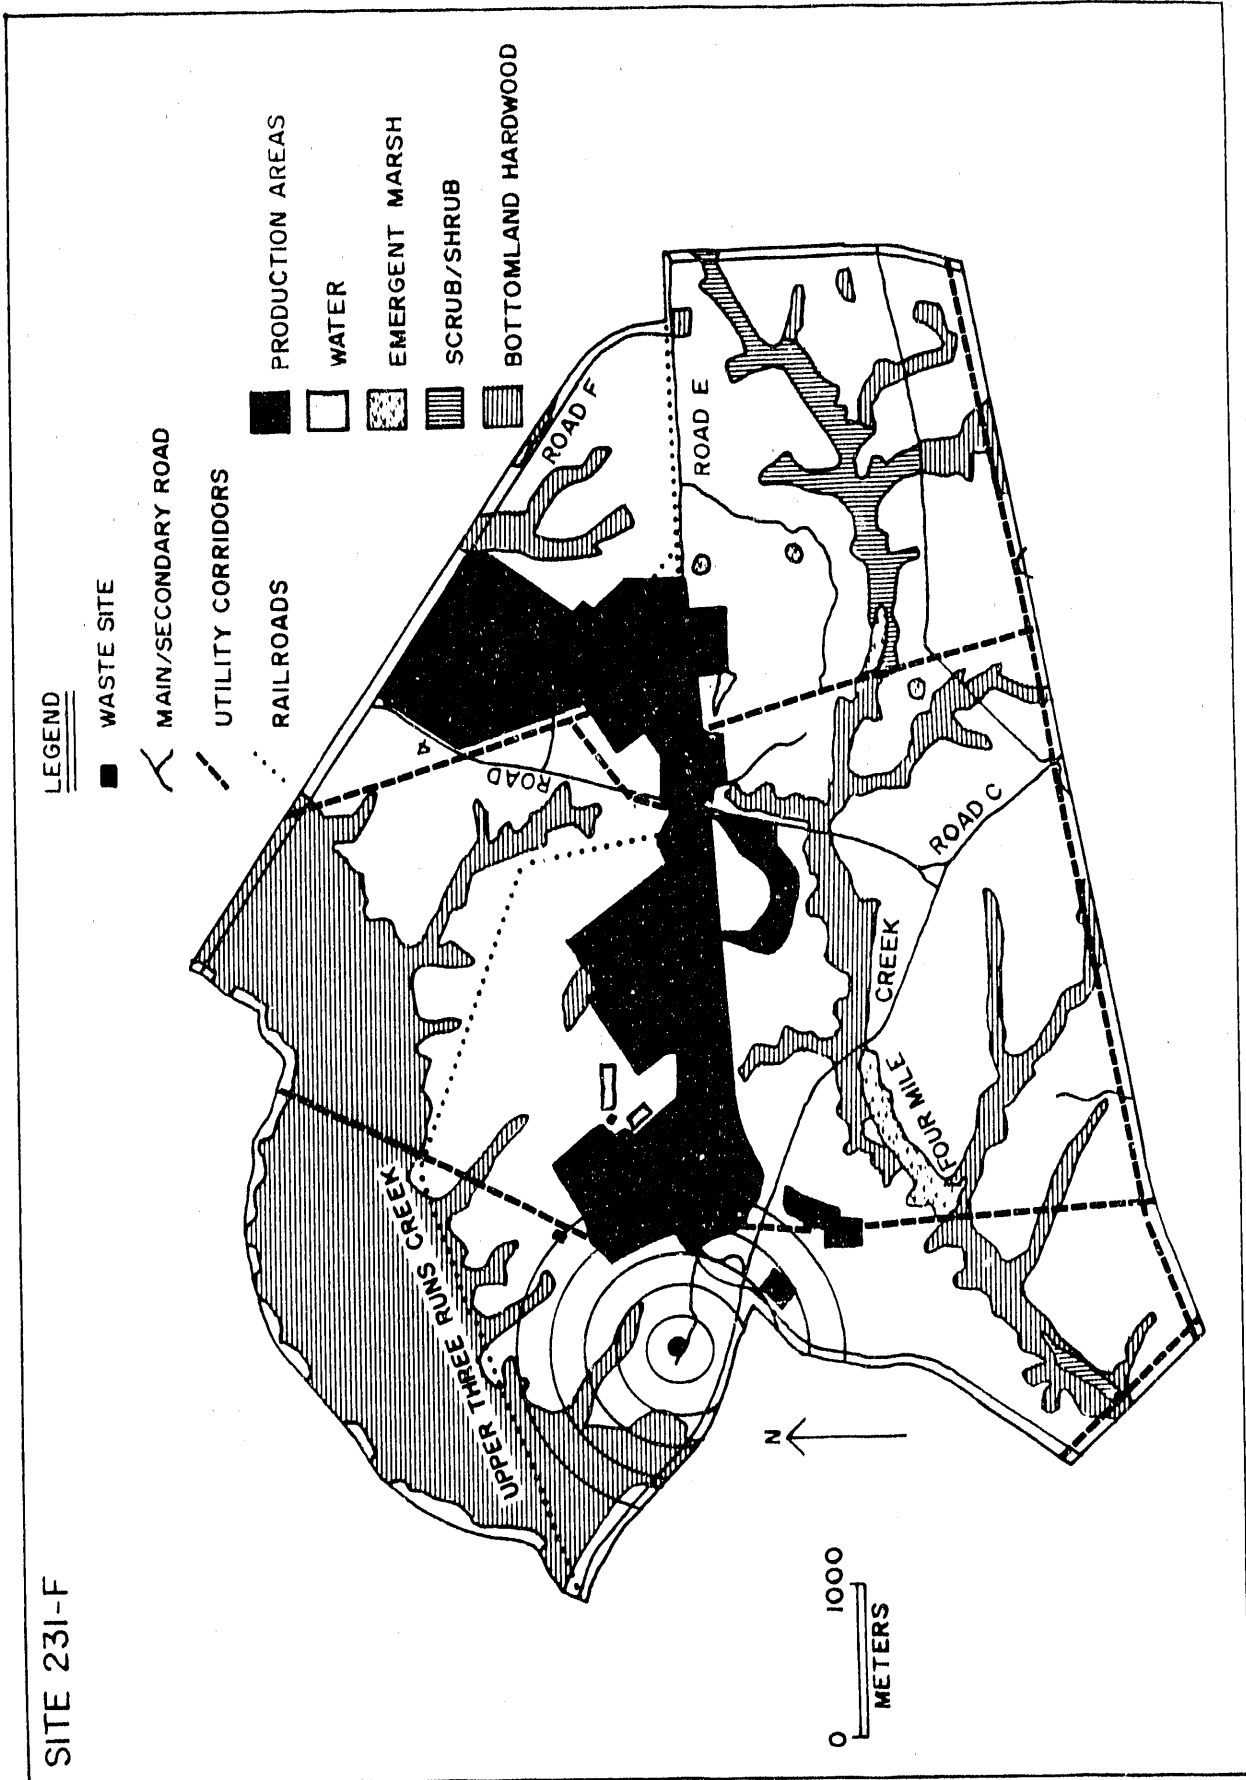 SITE 231-F
LEGEND
WASTE SITE
MAIN/SECONDARY ROAD
UTILITY CORRIDORS
RAILROADS
PRODUCTION AREAS
WATER
EMERGENT MARSH
SCRUB/SHRUB
BOTTOMLAND HARDWOOD
UPPER THREE RUNS CREEK
ROAD
ROAD F
ROAD E
ROAD C
FOUR MILE
CREEK
N
0 1000
METERS